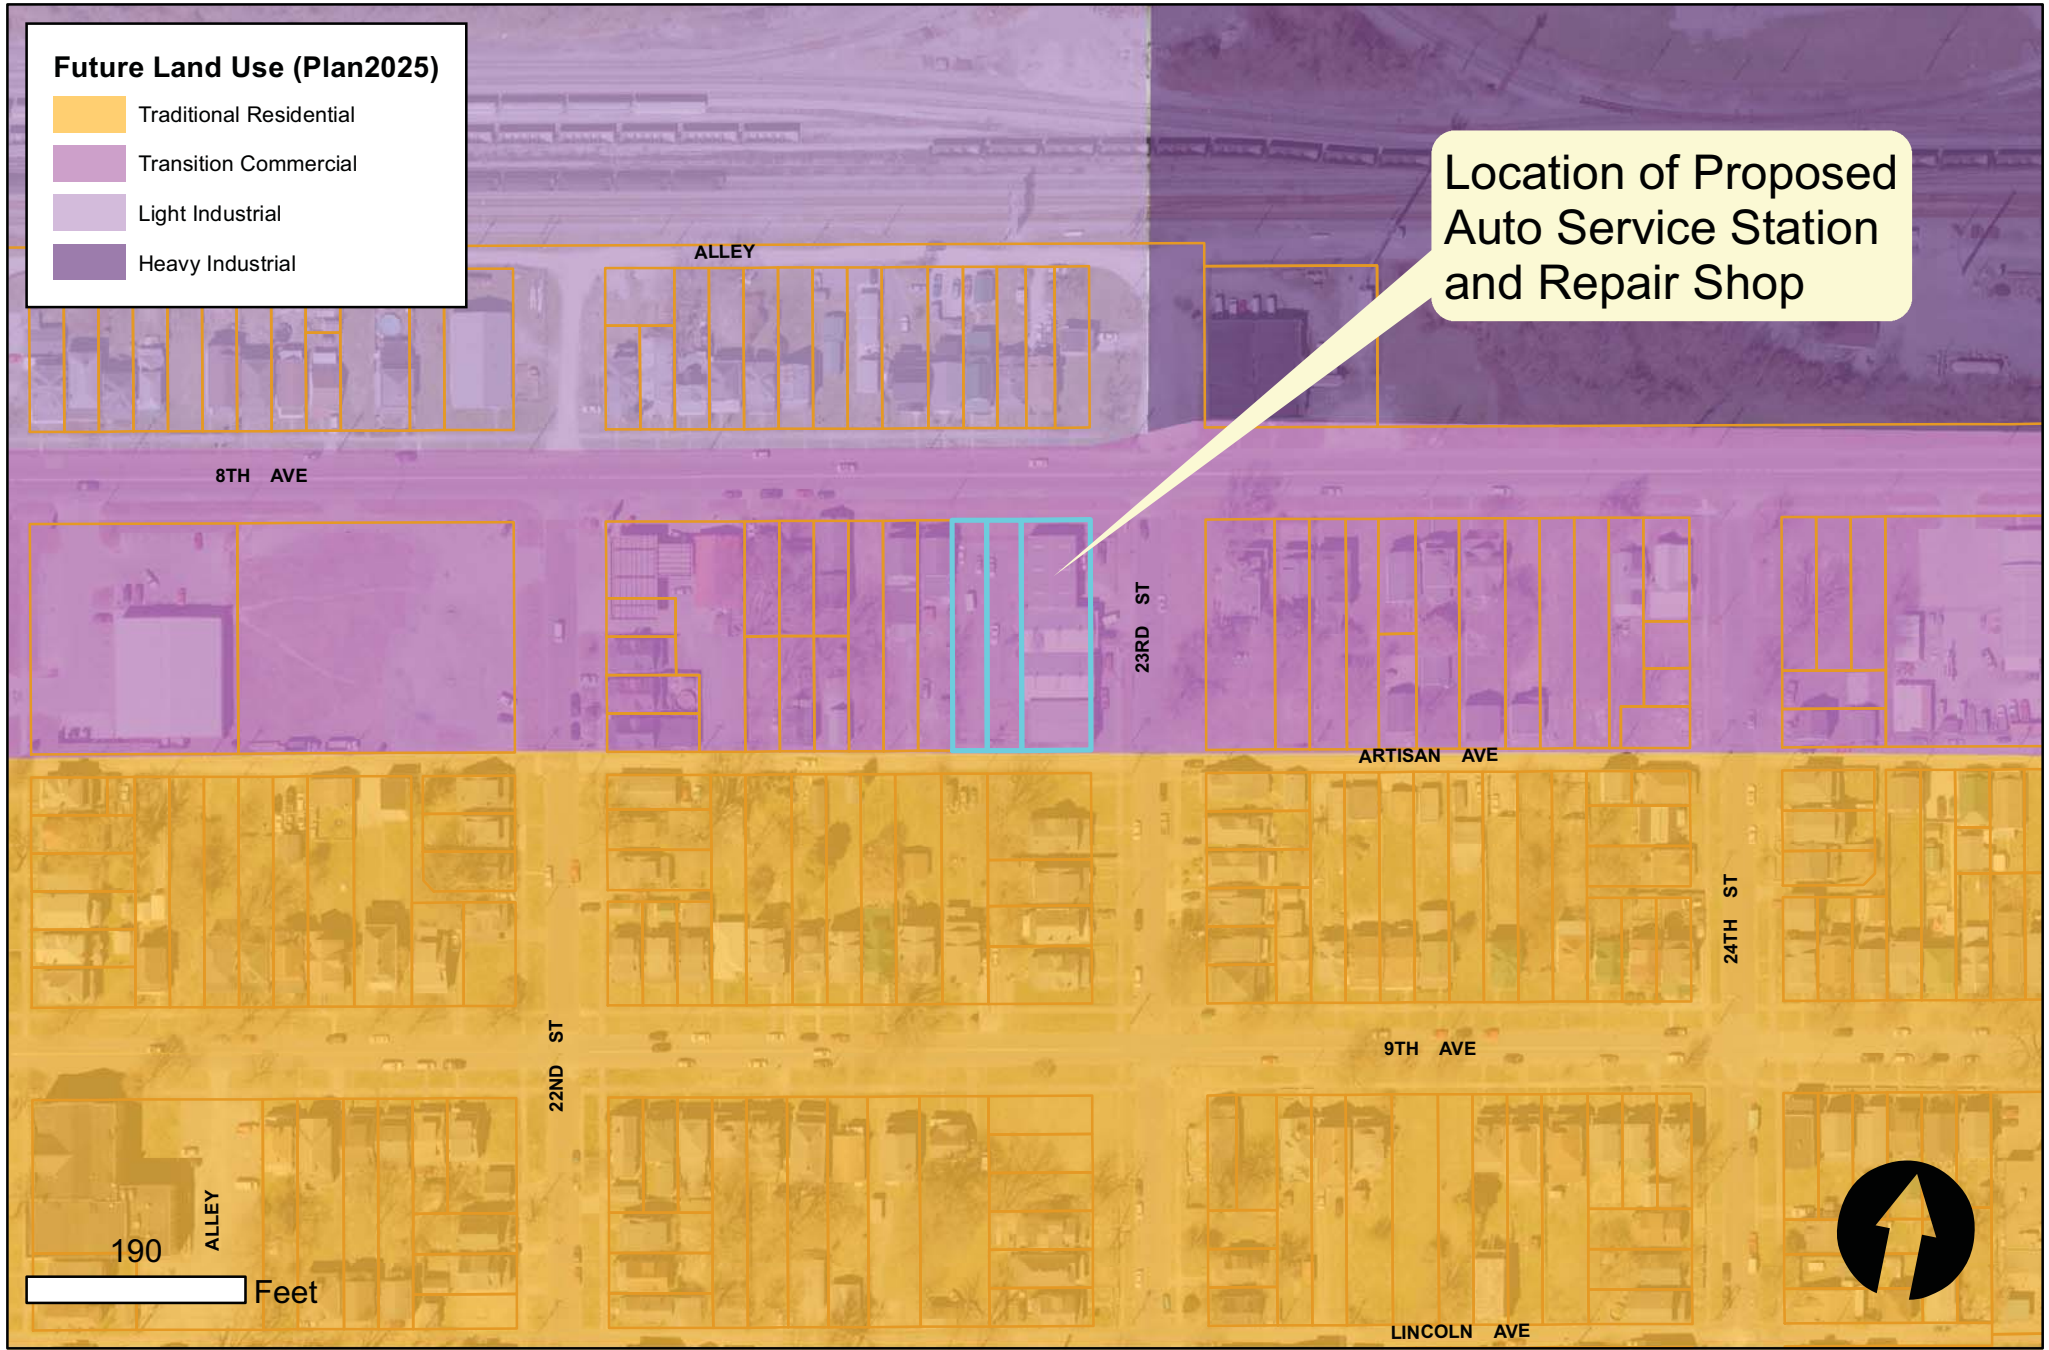 Future Land Use (Plan2025)
Traditional Residential
Transition Commercial
Light Industrial
Heavy Industrial
Location of Proposed
Auto Service Station
and Repair Shop
ALLEY
8TH AVE
23RD ST
ARTISAN AVE
24TH ST
22ND ST
9TH AVE
ALLEY
190
Feet
LINCOLN AVE